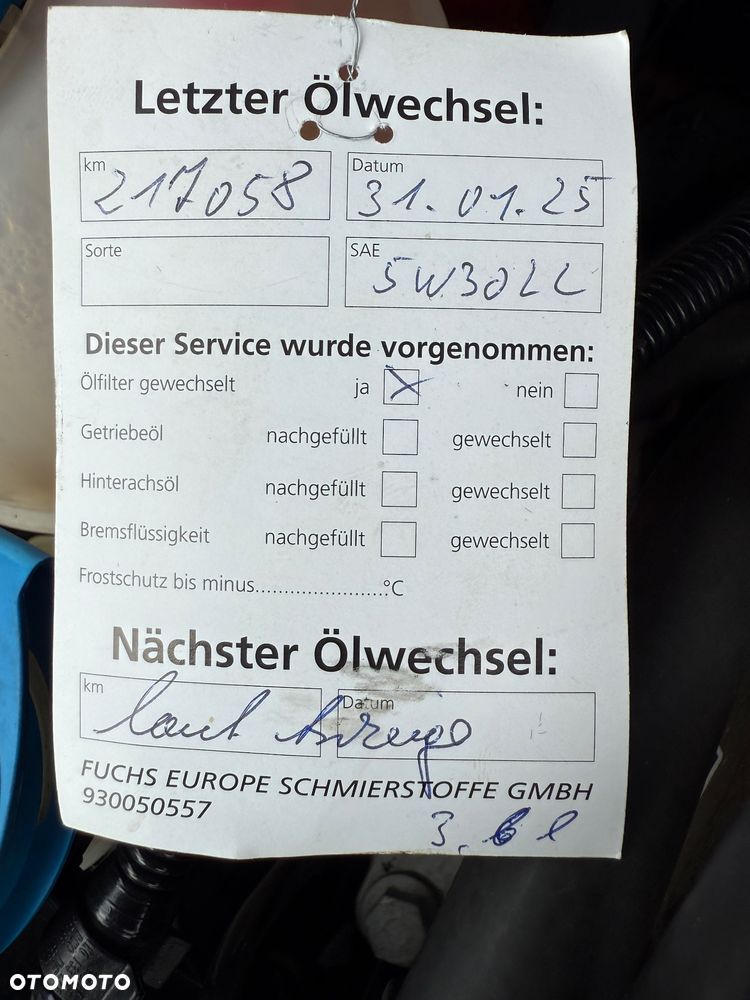 Letzter Ölwechsel:
km 217058 Datum 31.01.25
Sorte SAE 5W30LL
Dieser Service wurde vorgenommen:
Ölfilter gewechselt ja X nein
Getriebeöl nachgefüllt gewechselt
Hinterachsöl nachgefüllt gewechselt
Bremsflüssigkeit nachgefüllt gewechselt
Frostschutz bis minus......................°C
Nächster Ölwechsel:
km Datum
laut Anzeige
FUCHS EUROPE SCHMIERSTOFFE GMBH
930050557
3,6 l
OTOMOTO